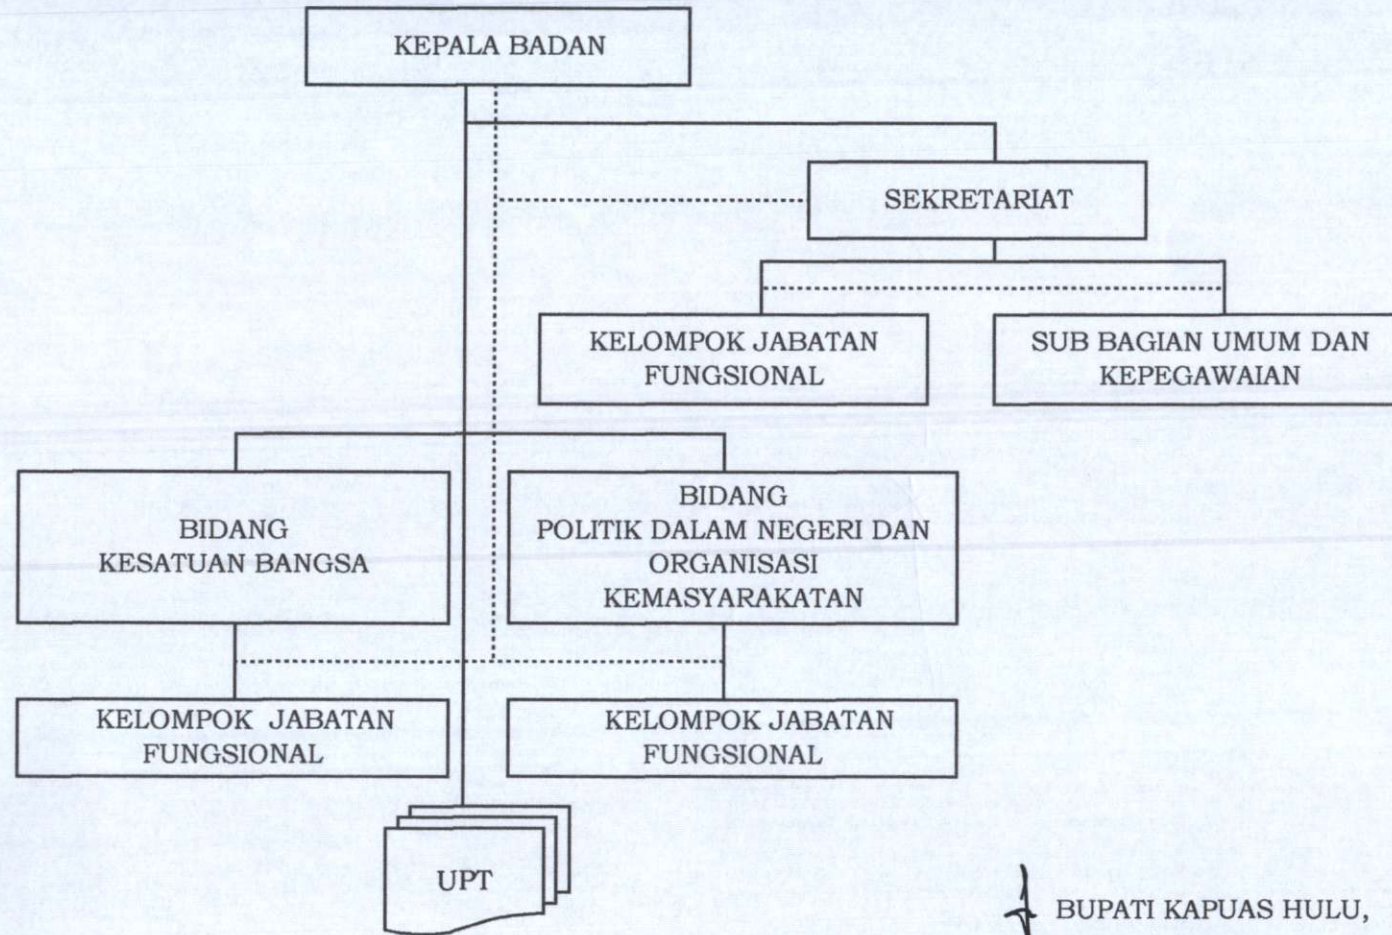 KEPALA BADAN
SEKRETARIAT
KELOMPOK JABATAN
FUNGSIONAL
SUB BAGIAN UMUM DAN
KEPEGAWAIAN
BIDANG
KESATUAN BANGSA
BIDANG
POLITIK DALAM NEGERI DAN
ORGANISASI
KEMASYARAKATAN
KELOMPOK JABATAN
FUNGSIONAL
KELOMPOK JABATAN
FUNGSIONAL
UPT
BUPATI KAPUAS HULU,